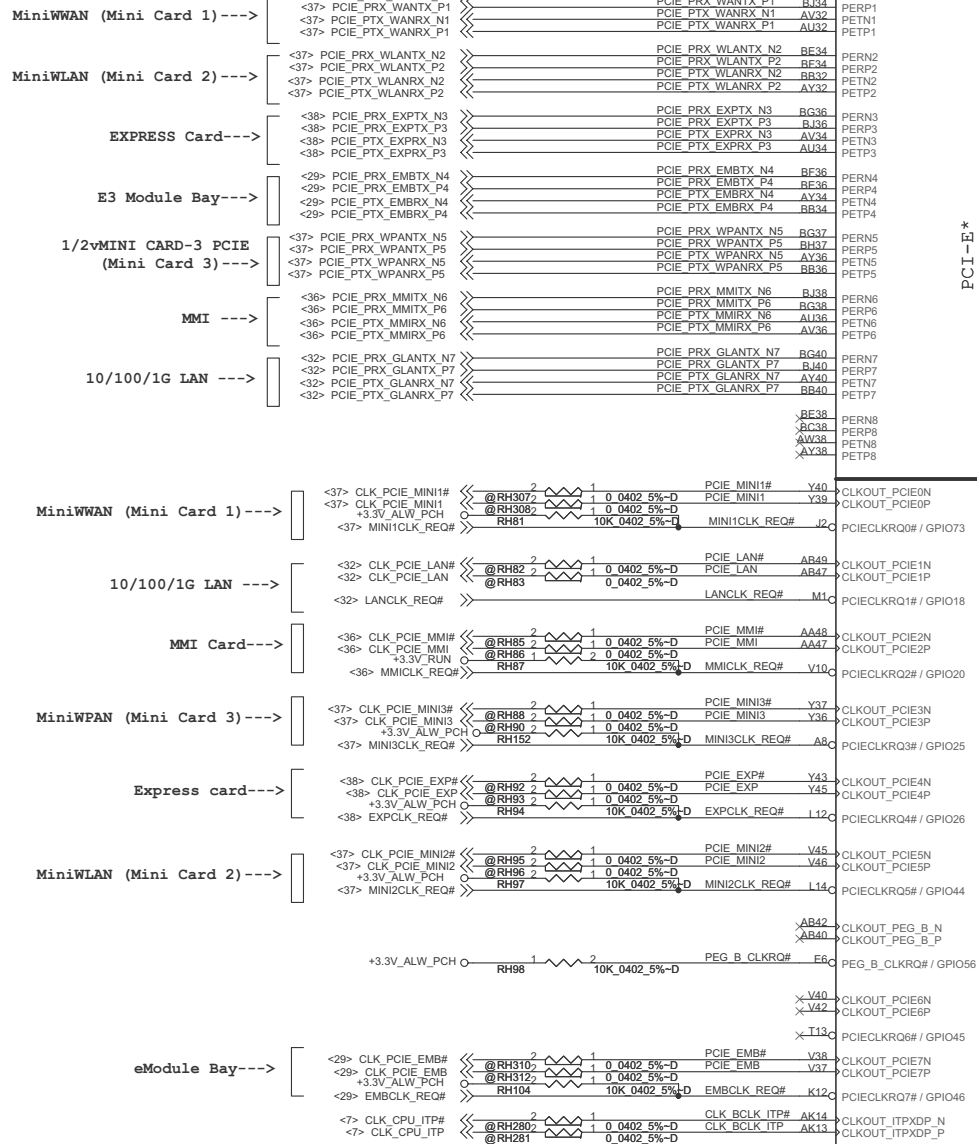 MiniWWAN (Mini Card 1)--->
<37> PCIE_PRX_WANTX_P1 PCIE_PRX_WANTX_P1 BJ34 PERP1
<37> PCIE_PTX_WANRX_N1 PCIE_PTX_WANRX_N1 AV32 PETN1
<37> PCIE_PTX_WANRX_P1 PCIE_PTX_WANRX_P1 AU32 PETP1
MiniWLAN (Mini Card 2)--->
<37> PCIE_PRX_WLANTX_N2 PCIE_PRX_WLANTX_N2 BE34 PERN2
<37> PCIE_PRX_WLANTX_P2 PCIE_PRX_WLANTX_P2 BF34 PERP2
<37> PCIE_PTX_WLANRX_N2 PCIE_PTX_WLANRX_N2 BB32 PETN2
<37> PCIE_PTX_WLANRX_P2 PCIE_PTX_WLANRX_P2 AY32 PETP2
EXPRESS Card--->
<38> PCIE_PRX_EXPTX_N3 PCIE_PRX_EXPTX_N3 BG36 PERN3
<38> PCIE_PRX_EXPTX_P3 PCIE_PRX_EXPTX_P3 BJ36 PERP3
<38> PCIE_PTX_EXPRX_N3 PCIE_PTX_EXPRX_N3 AV34 PETN3
<38> PCIE_PTX_EXPRX_P3 PCIE_PTX_EXPRX_P3 AU34 PETP3
E3 Module Bay--->
<29> PCIE_PRX_EMBTX_N4 PCIE_PRX_EMBTX_N4 BF36 PERN4
<29> PCIE_PRX_EMBTX_P4 PCIE_PRX_EMBTX_P4 BE36 PERP4
<29> PCIE_PTX_EMBRX_N4 PCIE_PTX_EMBRX_N4 AY34 PETN4
<29> PCIE_PTX_EMBRX_P4 PCIE_PTX_EMBRX_P4 BB34 PETP4
PCI-E*
1/2vMINI CARD-3 PCIE
(Mini Card 3)--->
<37> PCIE_PRX_WPANTX_N5 PCIE_PRX_WPANTX_N5 BG37 PERN5
<37> PCIE_PRX_WPANTX_P5 PCIE_PRX_WPANTX_P5 BH37 PERP5
<37> PCIE_PTX_WPANRX_N5 PCIE_PTX_WPANRX_N5 AY36 PETN5
<37> PCIE_PTX_WPANRX_P5 PCIE_PTX_WPANRX_P5 BB36 PETP5
MMI --->
<36> PCIE_PRX_MMITX_N6 PCIE_PRX_MMITX_N6 BJ38 PERN6
<36> PCIE_PRX_MMITX_P6 PCIE_PRX_MMITX_P6 BG38 PERP6
<36> PCIE_PTX_MMIRX_N6 PCIE_PTX_MMIRX_N6 AU36 PETN6
<36> PCIE_PTX_MMIRX_P6 PCIE_PTX_MMIRX_P6 AV36 PETP6
10/100/1G LAN --->
<32> PCIE_PRX_GLANTX_N7 PCIE_PRX_GLANTX_N7 BG40 PERN7
<32> PCIE_PRX_GLANTX_P7 PCIE_PRX_GLANTX_P7 BJ40 PERP7
<32> PCIE_PTX_GLANRX_N7 PCIE_PTX_GLANRX_N7 AY40 PETN7
<32> PCIE_PTX_GLANRX_P7 PCIE_PTX_GLANRX_P7 BB40 PETP7
BE38 PERN8
BC38 PERP8
AW38 PETN8
AY38 PETP8
MiniWWAN (Mini Card 1)--->
<37> CLK_PCIE_MINI1# 2 1 PCIE_MINI1# Y40 CLKOUT_PCIE0N
<37> CLK_PCIE_MINI1 @RH307 2 1 0_0402_5%~D PCIE_MINI1 Y39 CLKOUT_PCIE0P
+3.3V_ALW_PCH @RH308 2 1 0_0402_5%~D
<37> MINI1CLK_REQ# RH81 10K_0402_5%~D MINI1CLK_REQ# J2 PCIECLKRQ0# / GPIO73
10/100/1G LAN --->
<32> CLK_PCIE_LAN# 2 1 PCIE_LAN# AB49 CLKOUT_PCIE1N
<32> CLK_PCIE_LAN @RH82 2 1 0_0402_5%~D PCIE_LAN AB47 CLKOUT_PCIE1P
@RH83 0_0402_5%~D
<32> LANCLK_REQ# LANCLK_REQ# M1 PCIECLKRQ1# / GPIO18
MMI Card--->
<36> CLK_PCIE_MMI# 2 1 PCIE_MMI# AA48 CLKOUT_PCIE2N
<36> CLK_PCIE_MMI @RH85 2 1 0_0402_5%~D PCIE_MMI AA47 CLKOUT_PCIE2P
+3.3V_RUN @RH86 1 2 0_0402_5%~D
<36> MMICLK_REQ# RH87 10K_0402_5%~D MMICLK_REQ# V10 PCIECLKRQ2# / GPIO20
MiniWPAN (Mini Card 3)--->
<37> CLK_PCIE_MINI3# 2 1 PCIE_MINI3# Y37 CLKOUT_PCIE3N
<37> CLK_PCIE_MINI3 @RH88 2 1 0_0402_5%~D PCIE_MINI3 Y36 CLKOUT_PCIE3P
+3.3V_ALW_PCH @RH90 2 1 0_0402_5%~D
<37> MINI3CLK_REQ# RH152 10K_0402_5%~D MINI3CLK_REQ# A8 PCIECLKRQ3# / GPIO25
Express card--->
<38> CLK_PCIE_EXP# 2 1 PCIE_EXP# Y43 CLKOUT_PCIE4N
<38> CLK_PCIE_EXP @RH92 2 1 0_0402_5%~D PCIE_EXP Y45 CLKOUT_PCIE4P
+3.3V_ALW_PCH @RH93 2 1 0_0402_5%~D
<38> EXPCLK_REQ# RH94 10K_0402_5%~D EXPCLK_REQ# L12 PCIECLKRQ4# / GPIO26
MiniWLAN (Mini Card 2)--->
<37> CLK_PCIE_MINI2# 2 1 PCIE_MINI2# V45 CLKOUT_PCIE5N
<37> CLK_PCIE_MINI2 @RH95 2 1 0_0402_5%~D PCIE_MINI2 V46 CLKOUT_PCIE5P
+3.3V_ALW_PCH @RH96 2 1 0_0402_5%~D
<37> MINI2CLK_REQ# RH97 10K_0402_5%~D MINI2CLK_REQ# L14 PCIECLKRQ5# / GPIO44
AB42 CLKOUT_PEG_B_N
AB40 CLKOUT_PEG_B_P
+3.3V_ALW_PCH RH98 1 2 10K_0402_5%~D PEG_B_CLKRQ# E6 PEG_B_CLKRQ# / GPIO56
V40 CLKOUT_PCIE6N
V42 CLKOUT_PCIE6P
T13 PCIECLKRQ6# / GPIO45
eModule Bay--->
<29> CLK_PCIE_EMB# 2 1 PCIE_EMB# V38 CLKOUT_PCIE7N
<29> CLK_PCIE_EMB @RH310 2 1 0_0402_5%~D PCIE_EMB V37 CLKOUT_PCIE7P
+3.3V_ALW_PCH @RH312 2 1 0_0402_5%~D
<29> EMBCLK_REQ# RH104 10K_0402_5%~D EMBCLK_REQ# K12 PCIECLKRQ7# / GPIO46
<7> CLK_CPU_ITP# 2 1 CLK_BCLK_ITP# AK14 CLKOUT_ITPXDP_N
<7> CLK_CPU_ITP @RH280 2 1 0_0402_5%~D CLK_BCLK_ITP AK13 CLKOUT_ITPXDP_P
@RH281 0_0402_5%~D